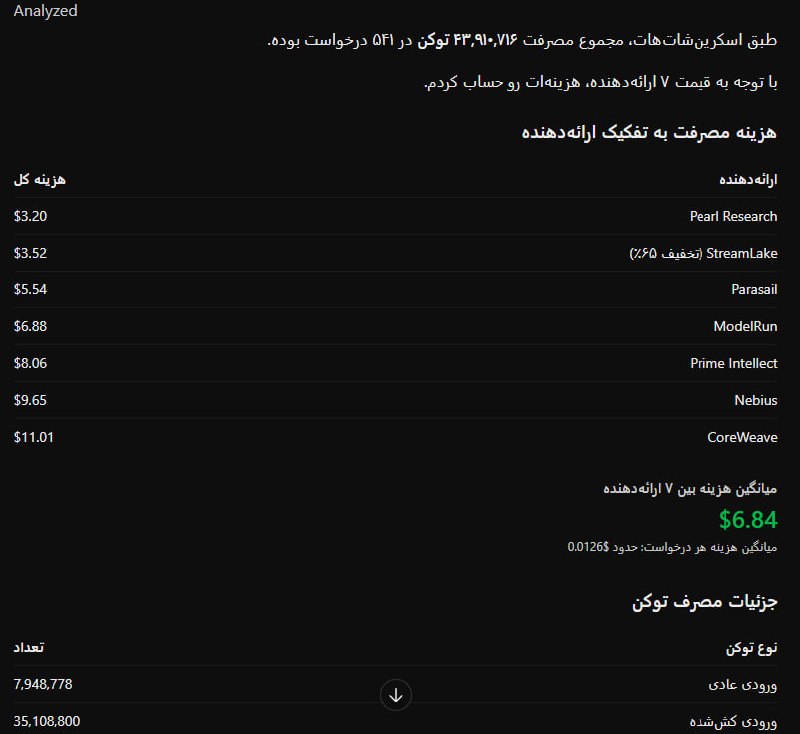 Analyzed
طبق اسکرین‌شات‌هات، مجموع مصرفت ۴۳,۹۱۰,۷۱۶ توکن در ۵۴۱ درخواست بوده.
با توجه به قیمت ۷ ارائه‌دهنده، هزینه‌ات رو حساب کردم.
هزینه مصرفت به تفکیک ارائه‌دهنده
ارائه‌دهنده هزینه کل
Pearl Research $3.20
StreamLake (تخفیف ۶۵٪) $3.52
Parasail $5.54
ModelRun $6.88
Prime Intellect $8.06
Nebius $9.65
CoreWeave $11.01
میانگین هزینه بین ۷ ارائه‌دهنده
$6.84
میانگین هزینه هر درخواست: حدود $0.0126
جزئیات مصرف توکن
نوع توکن تعداد
ورودی عادی 7,948,778
ورودی کش‌شده 35,108,800